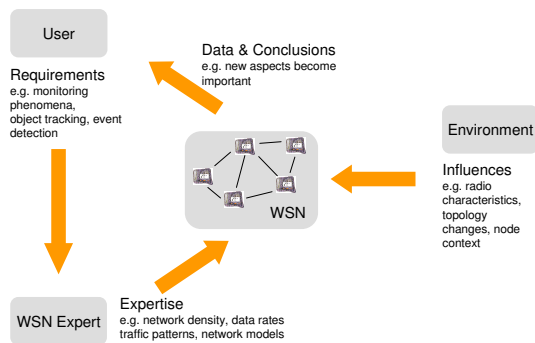 User
Requirements
e.g. monitoring
phenomena,
object tracking, event
detection
Data & Conclusions
e.g. new aspects become
important
Environment
Influences
e.g. radio
characteristics,
topology
changes, node
context
WSN
WSN Expert
Expertise
e.g. network density, data rates
traffic patterns, network models